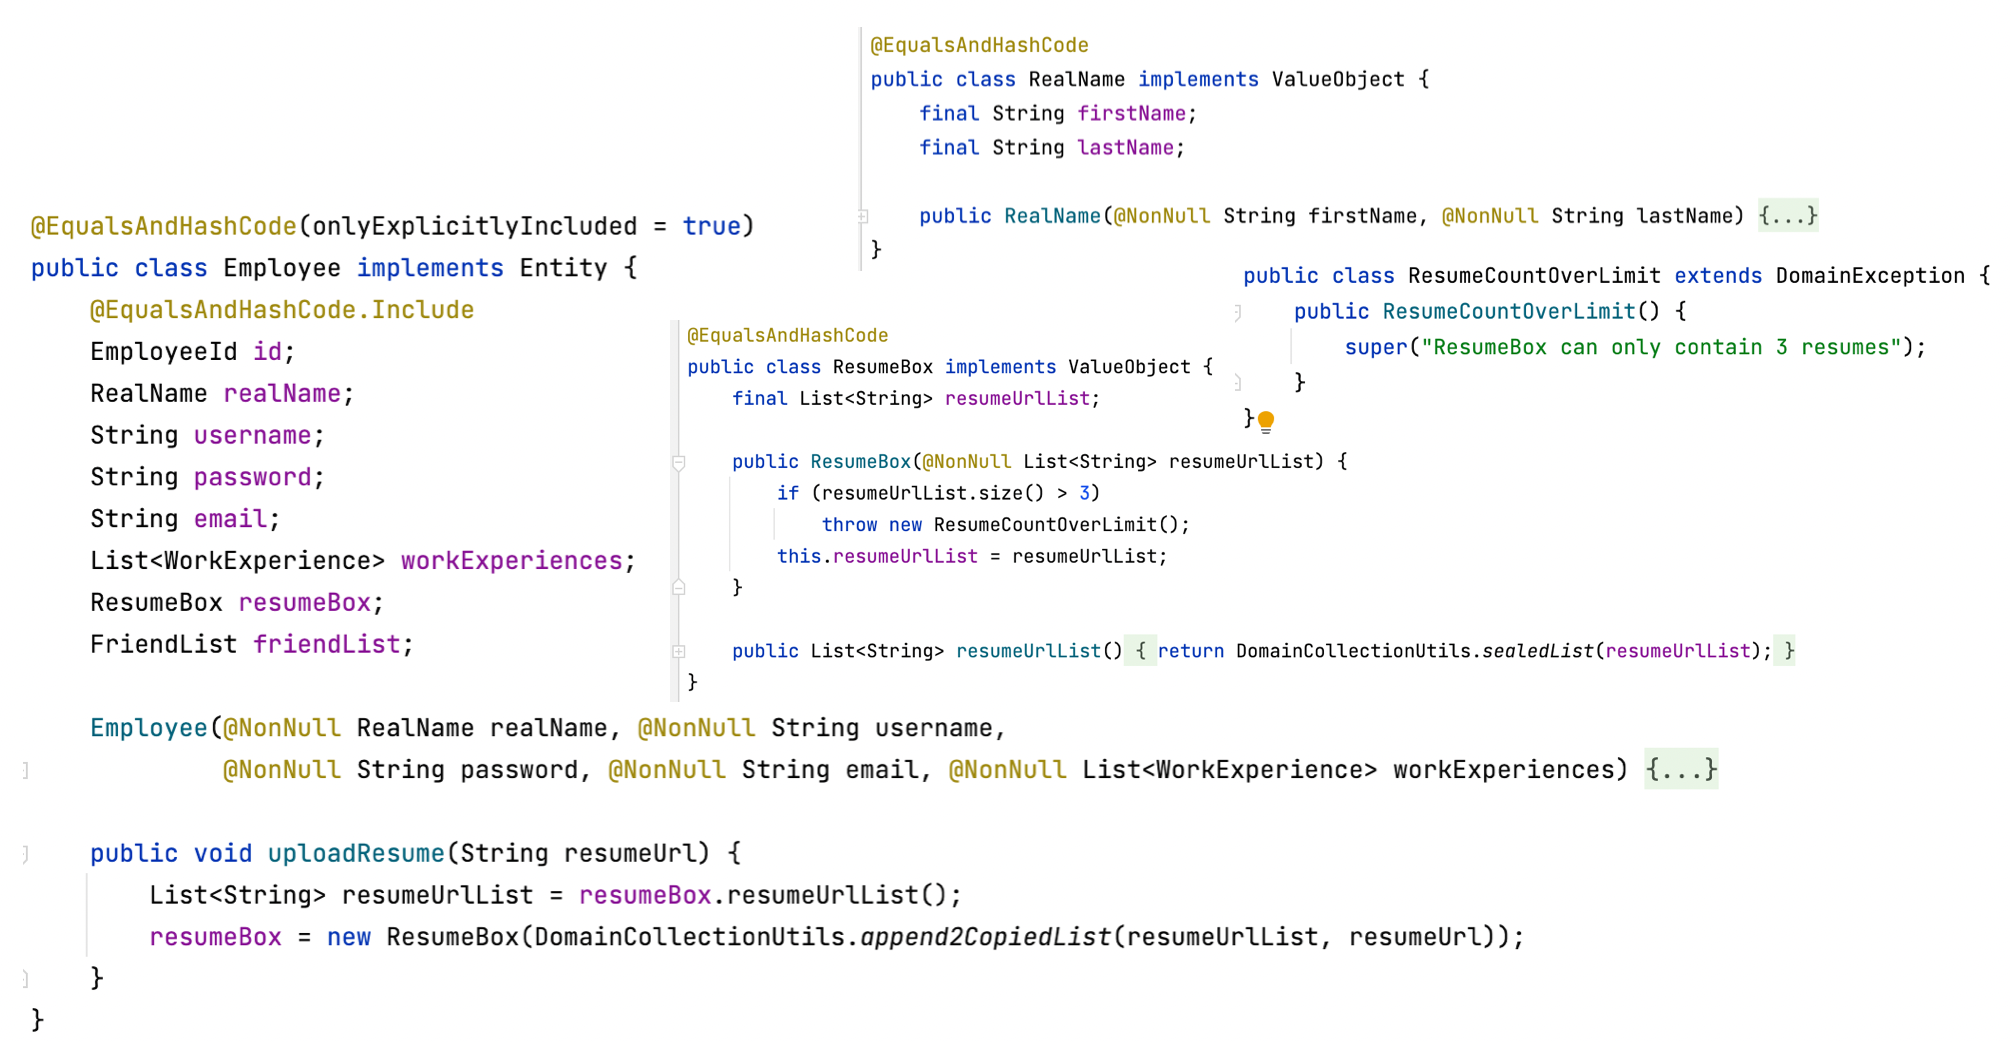 @EqualsAndHashCode
public class RealName implements ValueObject {
    final String firstName;
    final String lastName;

    public RealName(@NonNull String firstName, @NonNull String lastName) {...}
}
@EqualsAndHashCode(onlyExplicitlyIncluded = true)
public class Employee implements Entity {
    @EqualsAndHashCode.Include
    EmployeeId id;
    RealName realName;
    String username;
    String password;
    String email;
    List<WorkExperience> workExperiences;
    ResumeBox resumeBox;
    FriendList friendList;

    Employee(@NonNull RealName realName, @NonNull String username,
             @NonNull String password, @NonNull String email, @NonNull List<WorkExperience> workExperiences) {...}

    public void uploadResume(String resumeUrl) {
        List<String> resumeUrlList = resumeBox.resumeUrlList();
        resumeBox = new ResumeBox(DomainCollectionUtils.append2CopiedList(resumeUrlList, resumeUrl));
    }
}
public class ResumeCountOverLimit extends DomainException {
    public ResumeCountOverLimit() {
        super("ResumeBox can only contain 3 resumes");
    }
}
@EqualsAndHashCode
public class ResumeBox implements ValueObject {
    final List<String> resumeUrlList;

    public ResumeBox(@NonNull List<String> resumeUrlList) {
        if (resumeUrlList.size() > 3)
            throw new ResumeCountOverLimit();
        this.resumeUrlList = resumeUrlList;
    }

    public List<String> resumeUrlList() { return DomainCollectionUtils.sealedList(resumeUrlList); }
}